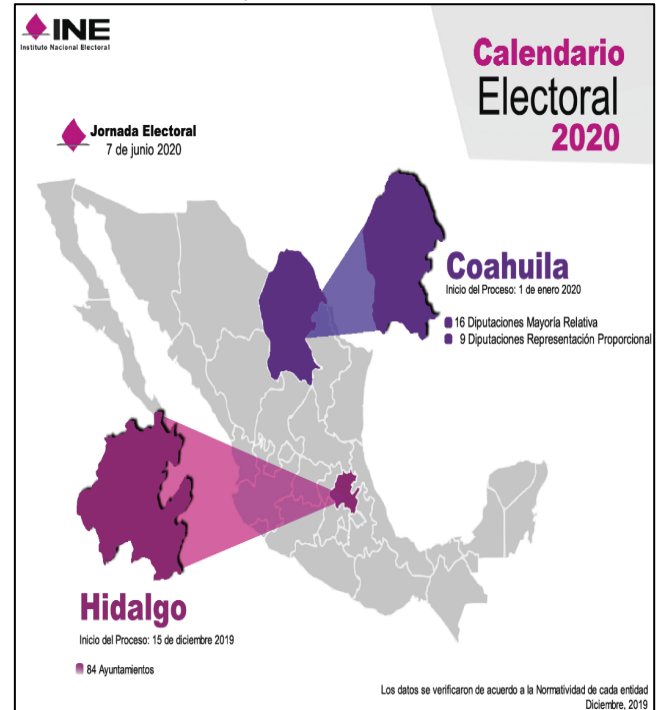 INE
Instituto Nacional Electoral
Calendario
Electoral
2020
Jornada Electoral
7 de junio 2020
Coahuila
Inicio del Proceso: 1 de enero 2020
16 Diputaciones Mayoría Relativa
9 Diputaciones Representación Proporcional
Hidalgo
Inicio del Proceso: 15 de diciembre 2019
84 Ayuntamientos
Los datos se verificaron de acuerdo a la Normatividad de cada entidad
Diciembre, 2019